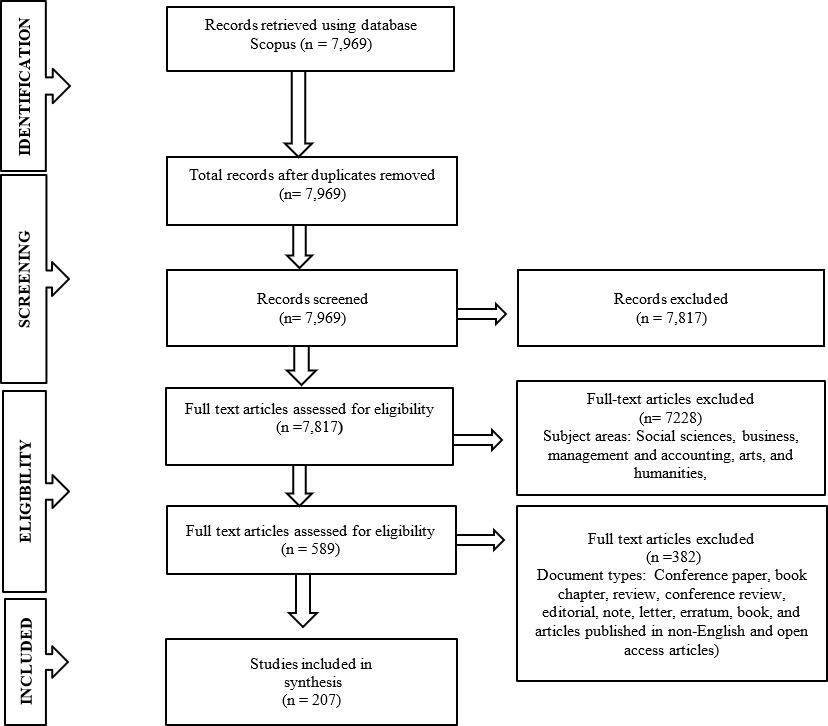 IDENTIFICATION
Records retrieved using database
Scopus (n = 7,969)
Total records after duplicates removed
(n= 7,969)
SCREENING
Records screened
(n = 7,969)
Records excluded
(n = 7,817)
ELIGIBILITY
Full text articles assessed for eligibility
(n =7,817)
Full-text articles excluded
(n= 7228)
Subject areas: Social sciences, business,
management and accounting, arts, and
humanities,
Full text articles assessed for eligibility
(n = 589)
Full text articles excluded
(n =382)
Document types: Conference paper, book
chapter, review, conference review,
editorial, note, letter, erratum, book, and
articles published in non-English and open
access articles)
INCLUDED
Studies included in
synthesis
(n = 207)